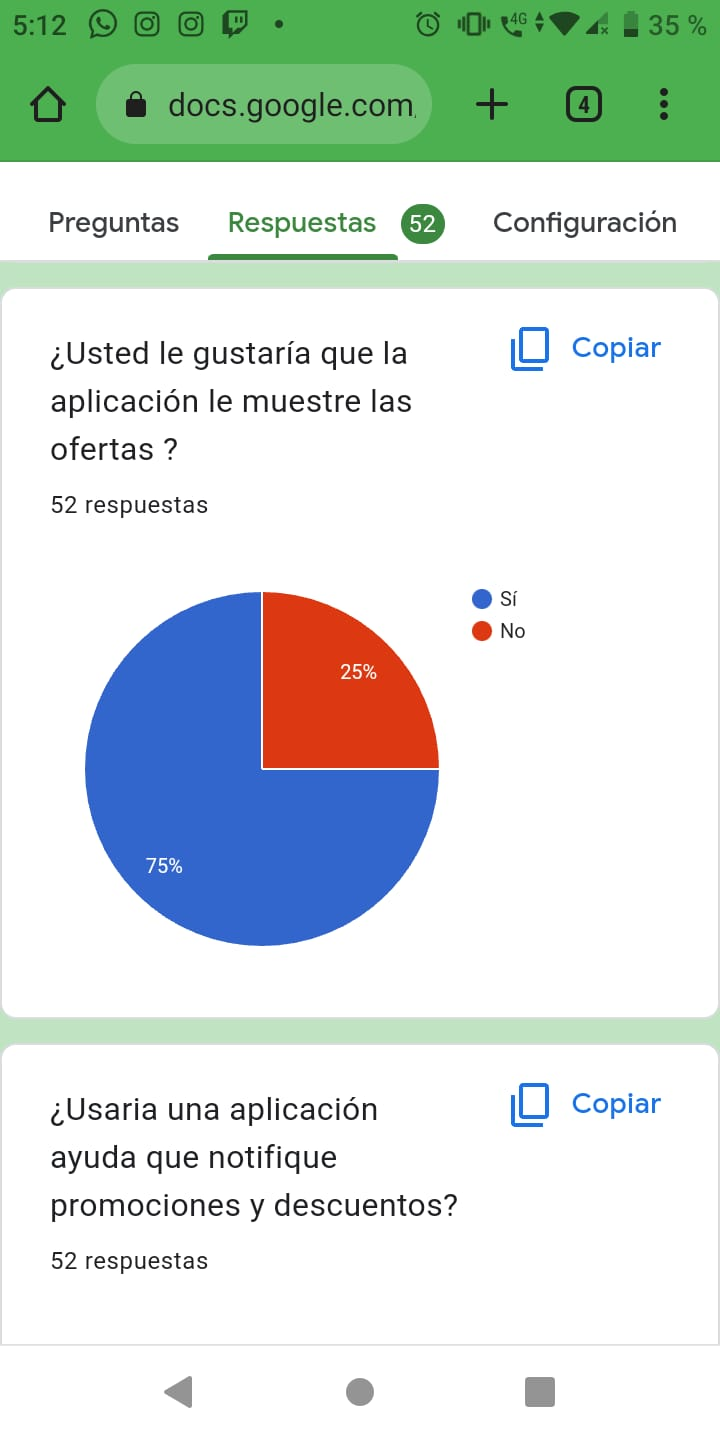 5:12
4G
35 %
docs.google.com
4
Preguntas
Respuestas
52
Configuración
¿Usted le gustaría que la
aplicación le muestre las
ofertas ?
Copiar
52 respuestas
Sí
No
25%
75%
¿Usaria una aplicación
ayuda que notifique
promociones y descuentos?
Copiar
52 respuestas